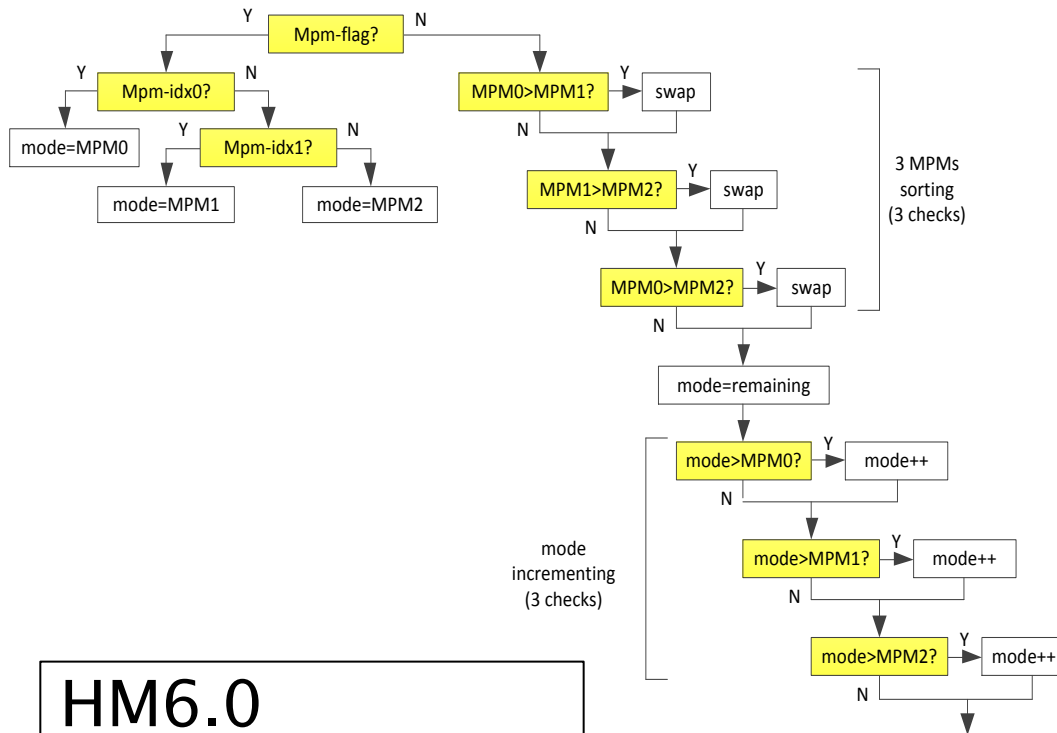 Y
Mpm-flag?
N
Y
Mpm-idx0?
N
mode=MPM0
Y
Mpm-idx1?
N
mode=MPM1
mode=MPM2
MPM0>MPM1?
Y
swap
N
MPM1>MPM2?
Y
swap
N
MPM0>MPM2?
Y
swap
N
3 MPMs
sorting
(3 checks)
mode=remaining
mode>MPM0?
Y
mode++
N
mode>MPM1?
Y
mode++
N
mode>MPM2?
Y
mode++
N
mode
incrementing
(3 checks)
HM6.0